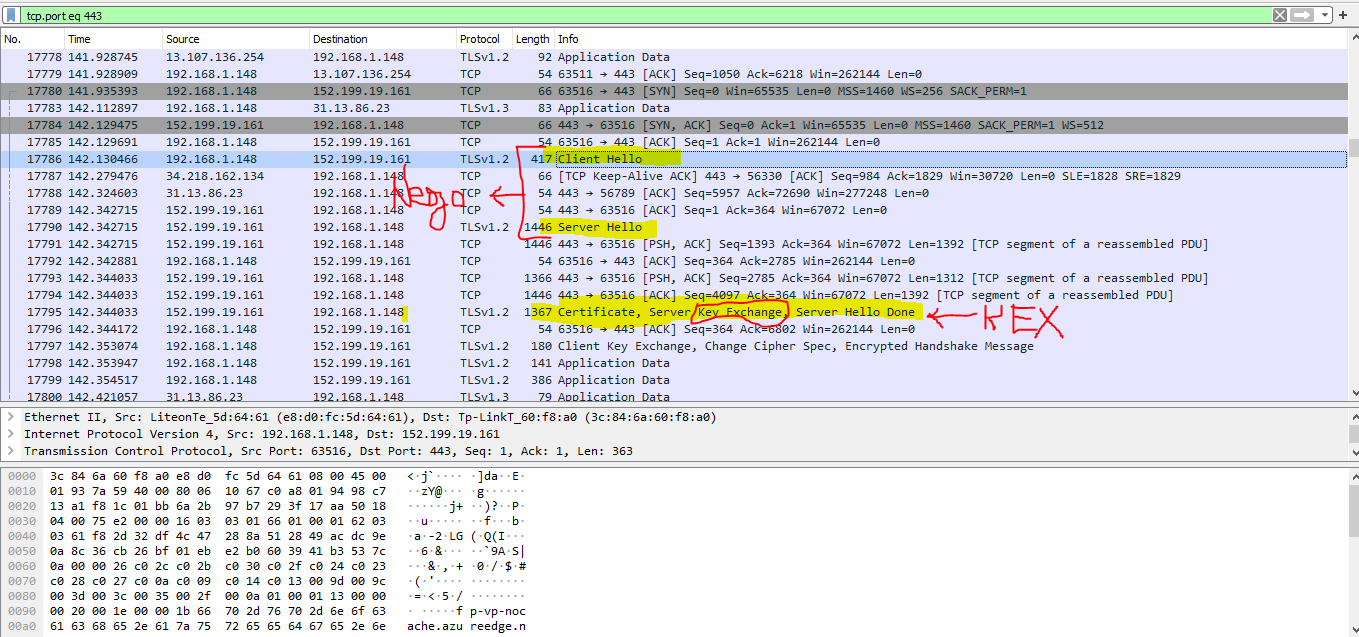 tcp.port eq 443
No. Time Source Destination Protocol Length Info
17778 141.928745 13.107.136.254 192.168.1.148 TLSv1.2 92 Application Data
17779 141.928909 192.168.1.148 13.107.136.254 TCP 54 63511 → 443 [ACK] Seq=1050 Ack=6218 Win=262144 Len=0
17780 141.935393 192.168.1.148 152.199.19.161 TCP 66 63516 → 443 [SYN] Seq=0 Win=65535 Len=0 MSS=1460 WS=256 SACK_PERM=1
17783 142.112897 192.168.1.148 31.13.86.23 TLSv1.3 83 Application Data
17784 142.129475 152.199.19.161 192.168.1.148 TCP 66 443 → 63516 [SYN, ACK] Seq=0 Ack=1 Win=65535 Len=0 MSS=1460 SACK_PERM=1 WS=512
17785 142.129691 192.168.1.148 152.199.19.161 TCP 54 63516 → 443 [ACK] Seq=1 Ack=1 Win=262144 Len=0
17786 142.130466 192.168.1.148 152.199.19.161 TLSv1.2 417 Client Hello
17787 142.279476 34.218.162.134 192.168.1.148 TCP 66 [TCP Keep-Alive ACK] 443 → 56330 [ACK] Seq=984 Ack=1829 Win=30720 Len=0 SLE=1828 SRE=1829
17788 142.324603 31.13.86.23 192.168.1.148 TCP 54 443 → 56789 [ACK] Seq=5957 Ack=72690 Win=277248 Len=0
17789 142.342715 152.199.19.161 192.168.1.148 TCP 54 443 → 63516 [ACK] Seq=1 Ack=364 Win=67072 Len=0
Nego
17790 142.342715 152.199.19.161 192.168.1.148 TLSv1.2 1446 Server Hello
17791 142.342715 152.199.19.161 192.168.1.148 TCP 1446 443 → 63516 [PSH, ACK] Seq=1393 Ack=364 Win=67072 Len=1392 [TCP segment of a reassembled PDU]
17792 142.342881 192.168.1.148 152.199.19.161 TCP 54 63516 → 443 [ACK] Seq=364 Ack=2785 Win=262144 Len=0
17793 142.344033 152.199.19.161 192.168.1.148 TCP 1366 443 → 63516 [PSH, ACK] Seq=2785 Ack=364 Win=67072 Len=1312 [TCP segment of a reassembled PDU]
17794 142.344033 152.199.19.161 192.168.1.148 TCP 1446 443 → 63516 [ACK] Seq=4097 Ack=364 Win=67072 Len=1392 [TCP segment of a reassembled PDU]
17795 142.344033 152.199.19.161 192.168.1.148 TLSv1.2 1367 Certificate, Server Key Exchange, Server Hello Done
KEX
17796 142.344172 192.168.1.148 152.199.19.161 TCP 54 63516 → 443 [ACK] Seq=364 Ack=6802 Win=262144 Len=0
17797 142.353074 192.168.1.148 152.199.19.161 TLSv1.2 180 Client Key Exchange, Change Cipher Spec, Encrypted Handshake Message
17798 142.353947 192.168.1.148 152.199.19.161 TLSv1.2 141 Application Data
17799 142.354517 192.168.1.148 152.199.19.161 TLSv1.2 386 Application Data
17800 142.421057 192.168.1.148 31.13.86.23 TLSv1.2 79 Application Data
Ethernet II, Src: LiteonTe_5d:64:61 (e8:d0:fc:5d:64:61), Dst: Tp-LinkT_60:f8:a0 (3c:84:6a:60:f8:a0)
Internet Protocol Version 4, Src: 192.168.1.148, Dst: 152.199.19.161
Transmission Control Protocol, Src Port: 63516, Dst Port: 443, Seq: 1, Ack: 1, Len: 363
0000 3c 84 6a 60 f8 a0 e8 d0 fc 5d 64 61 08 00 45 00 <·j`···· ·]da··E·
0010 01 93 7a 59 40 00 80 06 10 67 c0 a8 01 94 98 c7 ··zY@··· ·g······
0020 13 a1 f8 1c 01 bb 6a 2b 97 b7 29 3f 17 aa 50 18 ······j+ ··)?··P·
0030 04 00 75 e2 00 00 16 03 03 01 66 01 00 01 62 03 ··u····· ··f···b·
0040 03 61 f8 2d 32 df 4c 47 28 8a 51 28 49 ac dc 9e ·a·-2·LG (·Q(I···
0050 0a 8c 36 cb 26 bf 01 eb e2 b0 60 39 41 b3 53 7c ··6·&··· ··`9A·S|
0060 0a 00 00 26 c0 2c c0 2b c0 30 c0 2f c0 24 c0 23 ···&·,·+ ·0·/·$·#
0070 c0 28 c0 27 c0 0a c0 09 c0 14 c0 13 00 9d 00 9c ·(·'···· ········
0080 00 3d 00 3c 00 35 00 2f 00 0a 01 00 01 13 00 00 ·=·<·5·/ ········
0090 00 20 00 1e 00 00 1b 66 70 2d 76 70 2d 6e 6f 63 · ·····f p-vp-noc
00a0 61 63 68 65 2e 61 7a 75 72 65 65 64 67 65 2e 6e ache.azu reedge.n